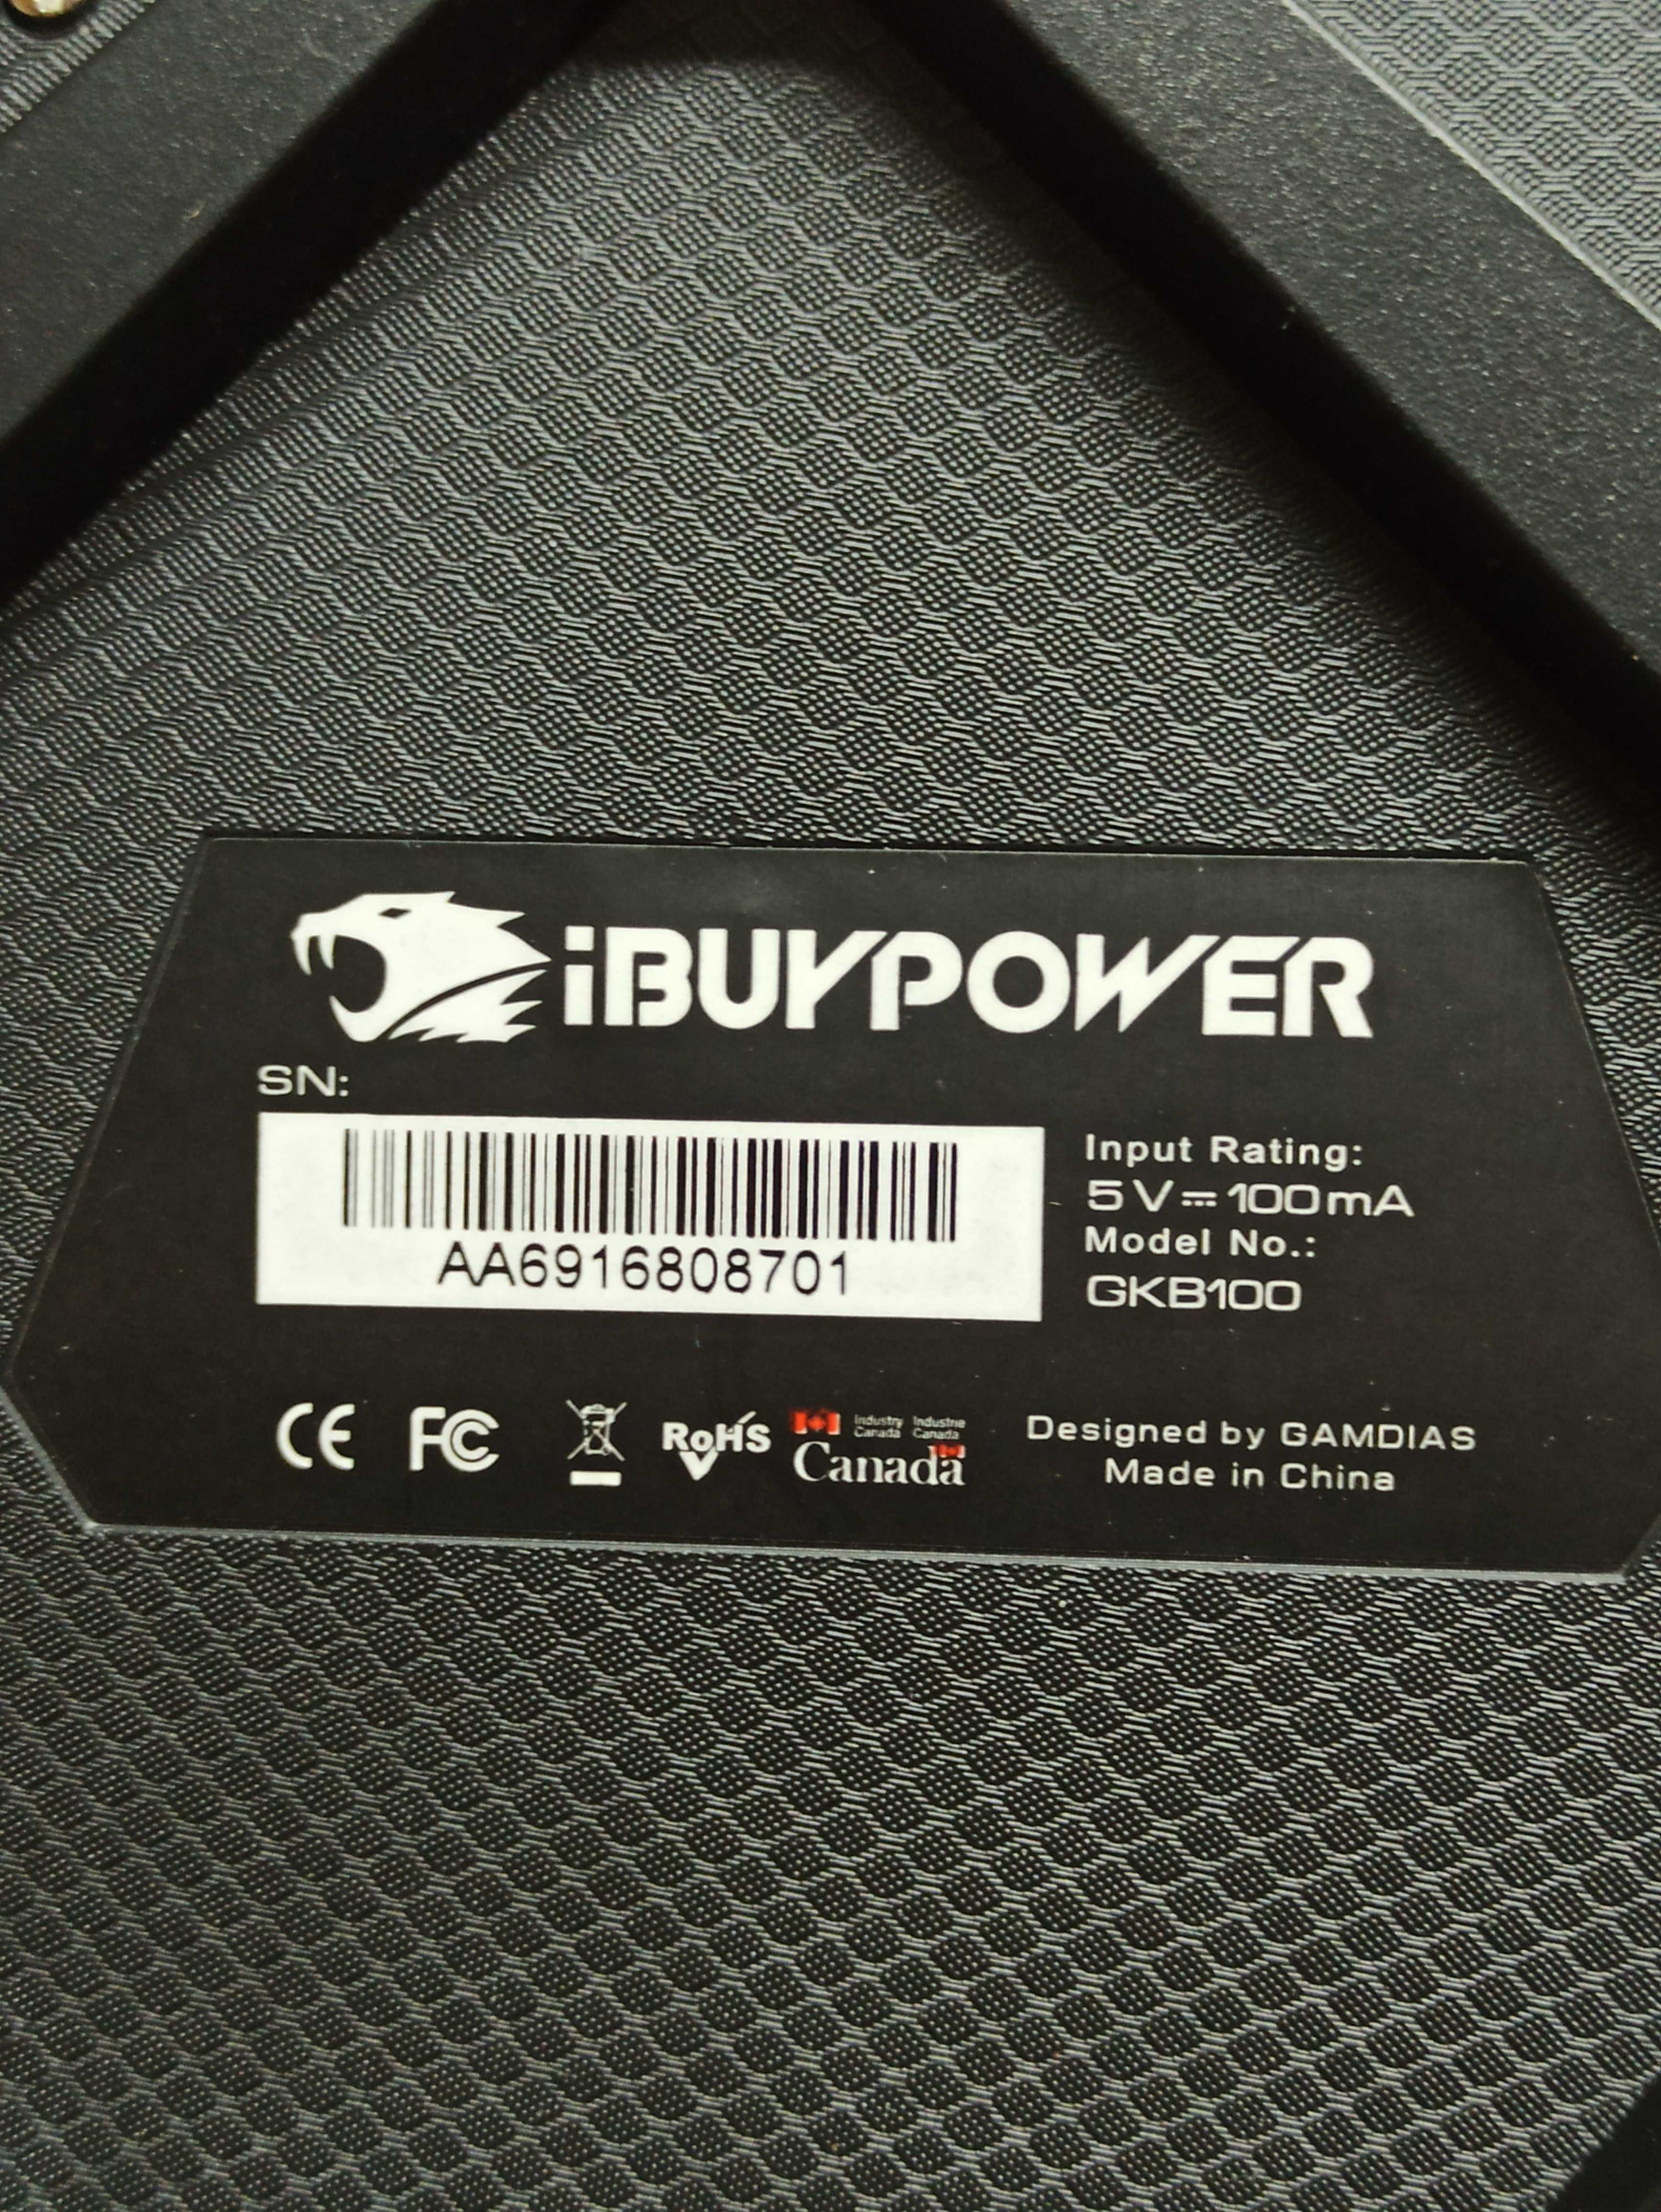 iBUYPOWER
SN:
AA6916808701
Input Rating:
5V⎓100mA
Model No.:
GKB100
CE FC RoHS
Industry Canada Industrie Canada
Canada
Designed by GAMDIAS
Made in China